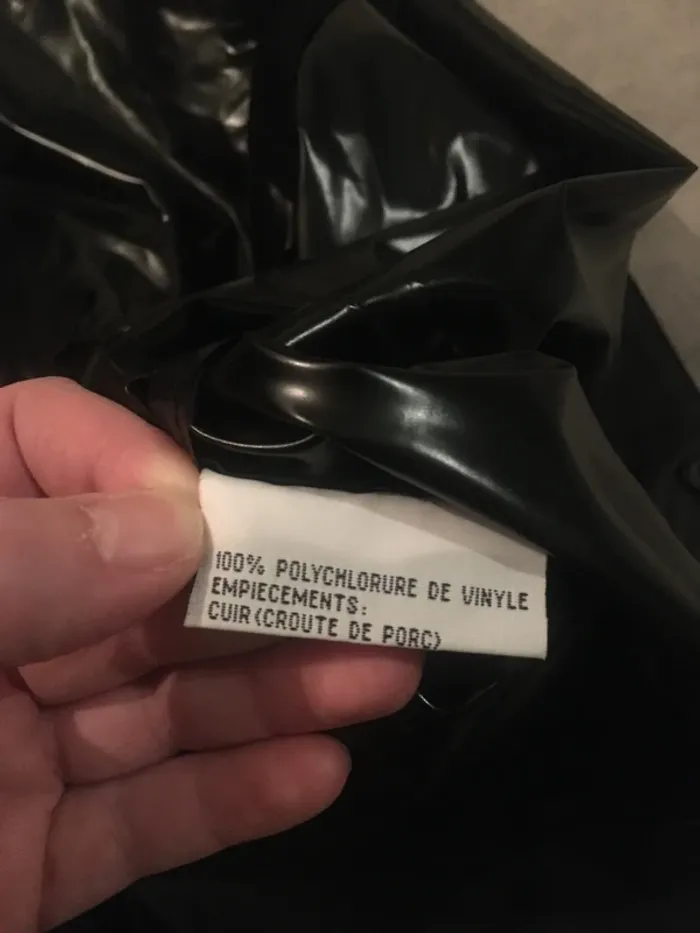 100% POLYCHLORURE DE VINYLE
EMPIECEMENTS:
CUIR(CROUTE DE PORC)